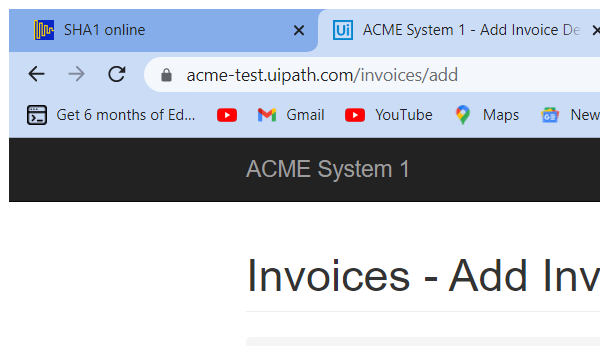 SHA1 online
ACME System 1 - Add Invoice De
acme-test.uipath.com/invoices/add
Get 6 months of Ed... Gmail YouTube Maps New
ACME System 1
Invoices - Add Inv